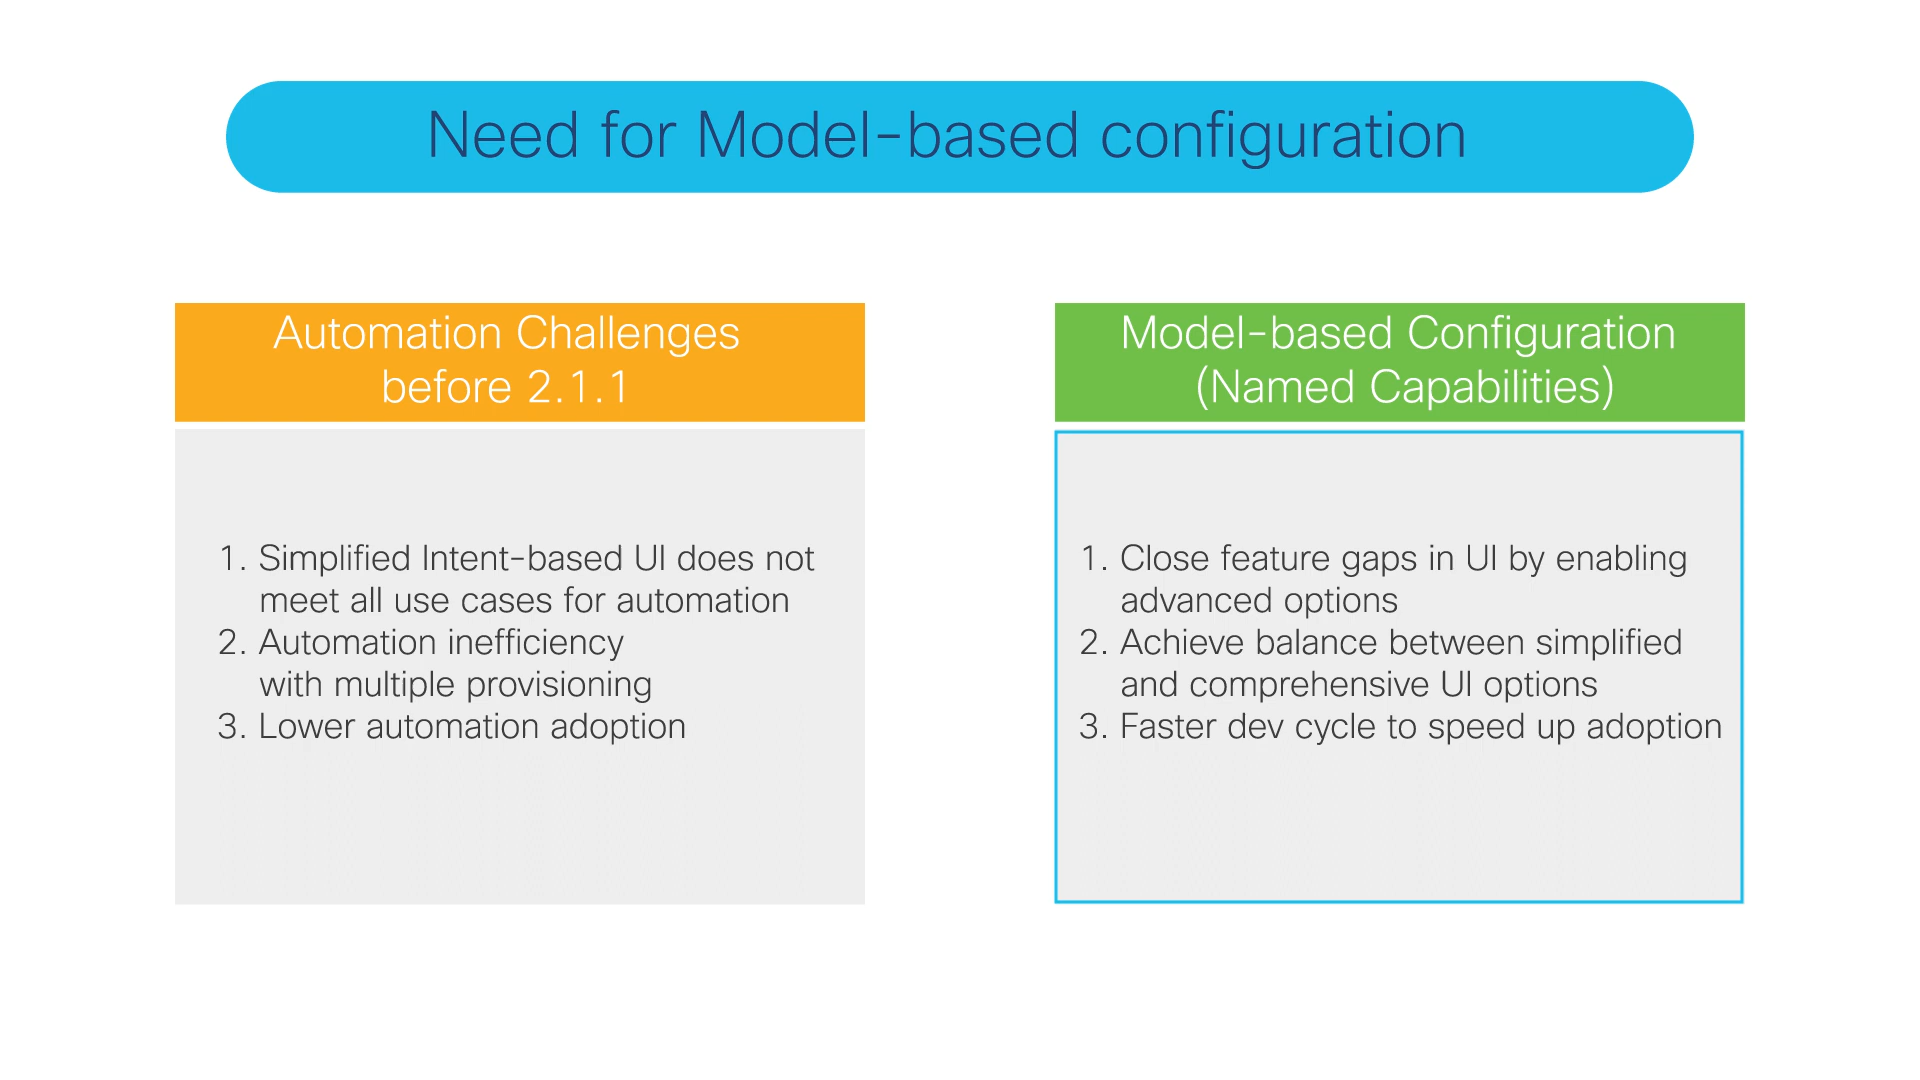 Need for Model-based configuration
Automation Challenges
before 2.1.1
1. Simplified Intent-based UI does not
meet all use cases for automation
2. Automation inefficiency
with multiple provisioning
3. Lower automation adoption
Model-based Configuration
(Named Capabilities)
1. Close feature gaps in UI by enabling
advanced options
2. Achieve balance between simplified
and comprehensive UI options
3. Faster dev cycle to speed up adoption